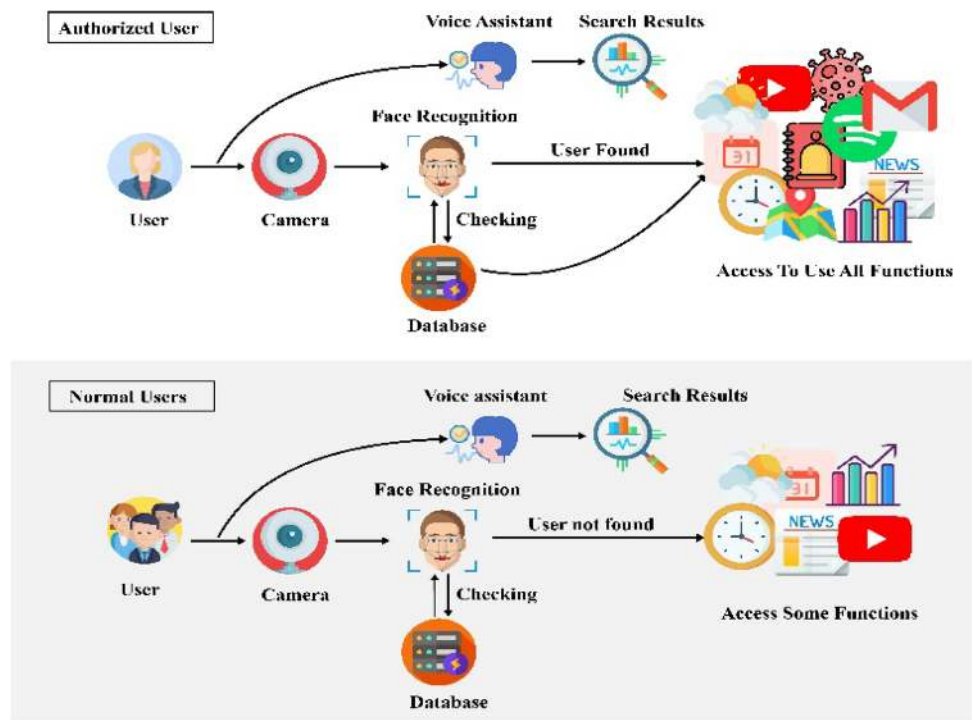 Authorized User
Voice Assistant
Search Results
Face Recognition
User Found
31
NEWS
User
Camera
Checking
Access To Use All Functions
Database
Normal Users
Voice assistant
Search Results
Face Recognition
User not found
31
NEWS
User
Camera
Checking
Access Some Functions
Database